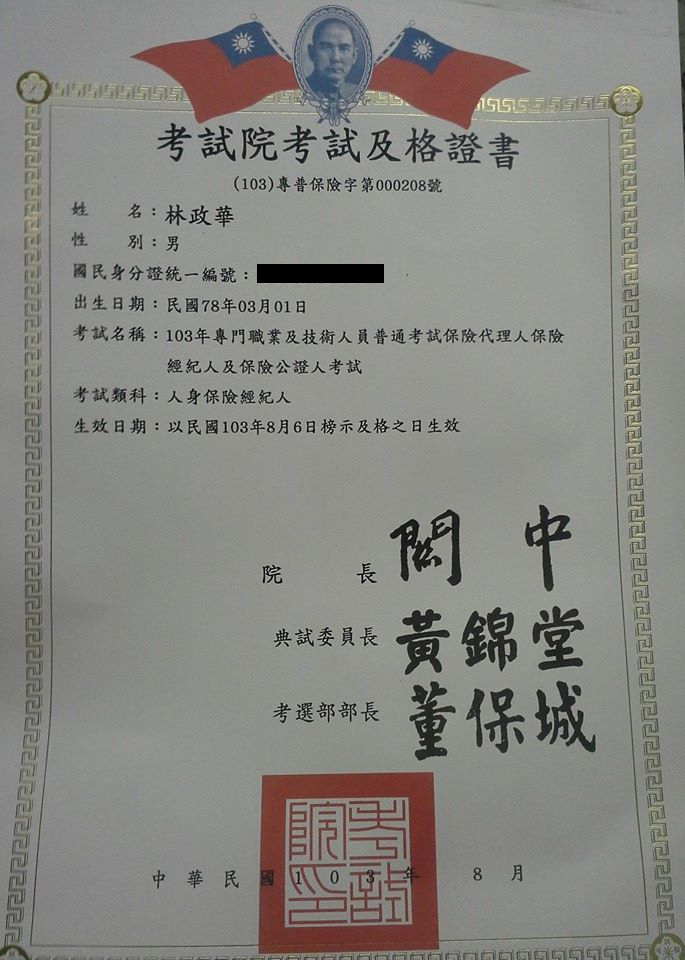 考試院考試及格證書
(103)專普保險字第000208號
姓名：林政華
性別：男
國民身分證統一編號：
出生日期：民國78年03月01日
考試名稱：103年專門職業及技術人員普通考試保險代理人保險
經紀人及保險公證人考試
考試類科：人身保險經紀人
生效日期：以民國103年8月6日榜示及格之日生效
院長 關中
典試委員長 黃錦堂
考選部部長 董保城
考試院印
中華民國103年8月